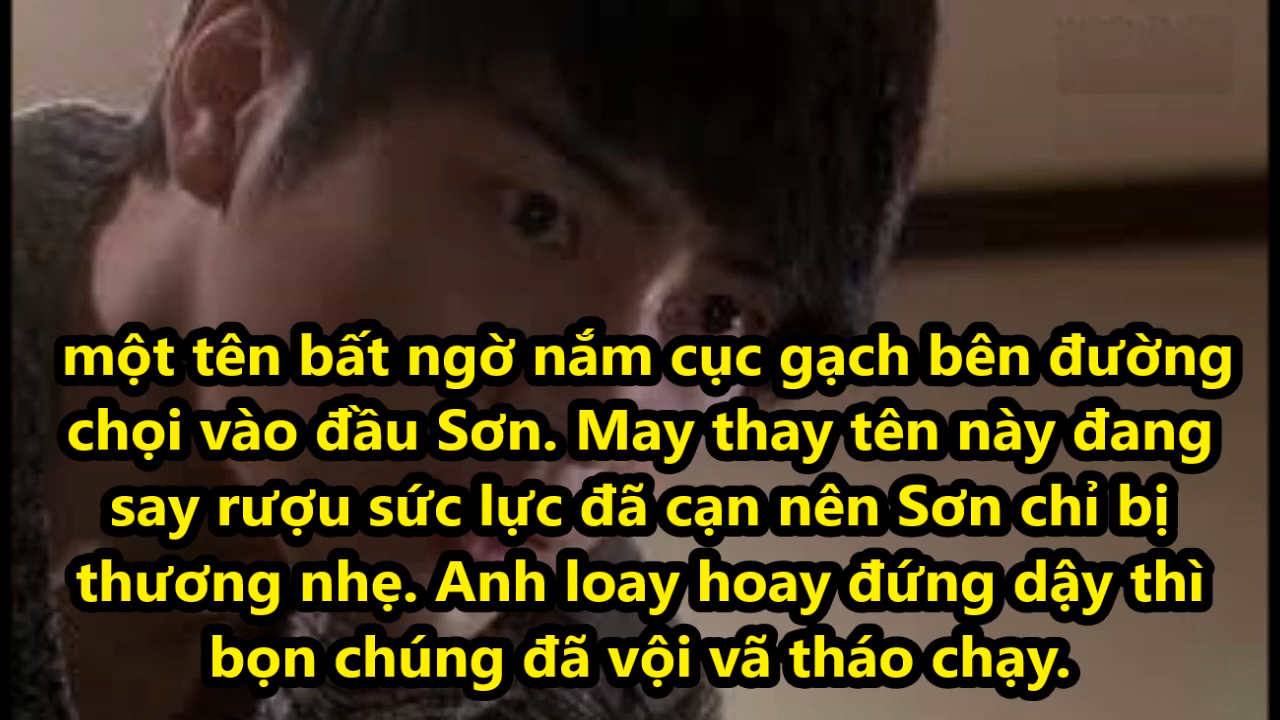 một tên bất ngờ nắm cục gạch bên đường
chọi vào đầu Sơn. May thay tên này đang
say rượu sức lực đã cạn nên Sơn chỉ bị
thương nhẹ. Anh loay hoay đứng dậy thì
bọn chúng đã vội vã tháo chạy.